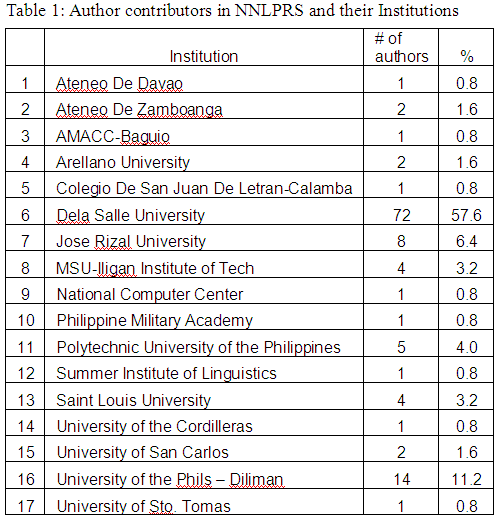 Table 1: Author contributors in NNLPRS and their Institutions
Institution # of authors %
1 Ateneo De Davao 1 0.8
2 Ateneo De Zamboanga 2 1.6
3 AMACC-Baguio 1 0.8
4 Arellano University 2 1.6
5 Colegio De San Juan De Letran-Calamba 1 0.8
6 Dela Salle University 72 57.6
7 Jose Rizal University 8 6.4
8 MSU-Iligan Institute of Tech 4 3.2
9 National Computer Center 1 0.8
10 Philippine Military Academy 1 0.8
11 Polytechnic University of the Philippines 5 4.0
12 Summer Institute of Linguistics 1 0.8
13 Saint Louis University 4 3.2
14 University of the Cordilleras 1 0.8
15 University of San Carlos 2 1.6
16 University of the Phils – Diliman 14 11.2
17 University of Sto. Tomas 1 0.8